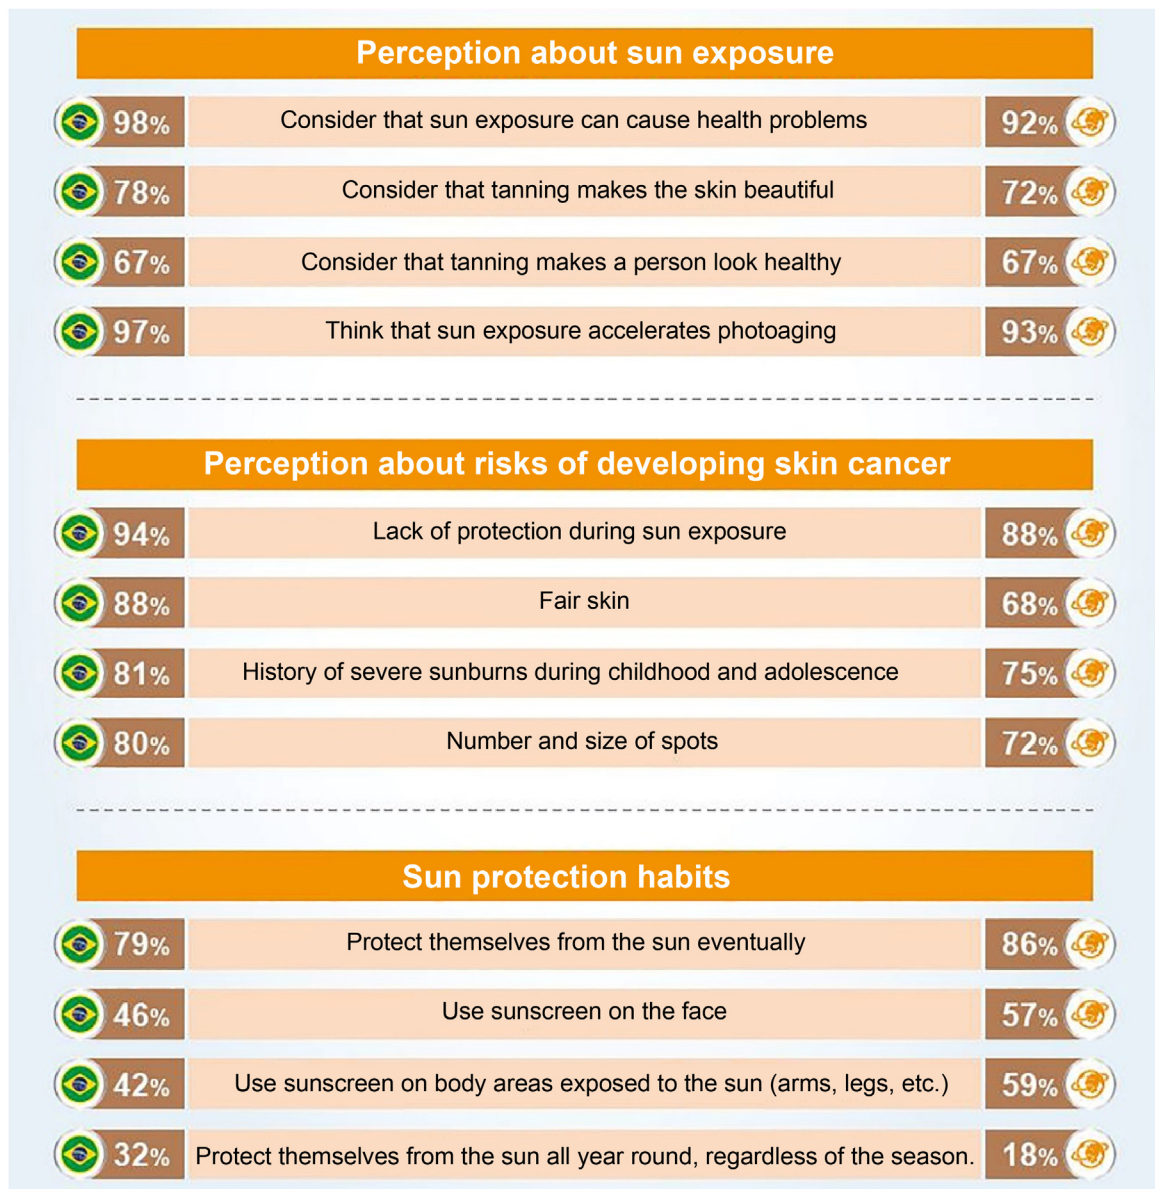 Perception about sun exposure
98% Consider that sun exposure can cause health problems 92%
78% Consider that tanning makes the skin beautiful 72%
67% Consider that tanning makes a person look healthy 67%
97% Think that sun exposure accelerates photoaging 93%
Perception about risks of developing skin cancer
94% Lack of protection during sun exposure 88%
88% Fair skin 68%
81% History of severe sunburns during childhood and adolescence 75%
80% Number and size of spots 72%
Sun protection habits
79% Protect themselves from the sun eventually 86%
46% Use sunscreen on the face 57%
42% Use sunscreen on body areas exposed to the sun (arms, legs, etc.) 59%
32% Protect themselves from the sun all year round, regardless of the season. 18%